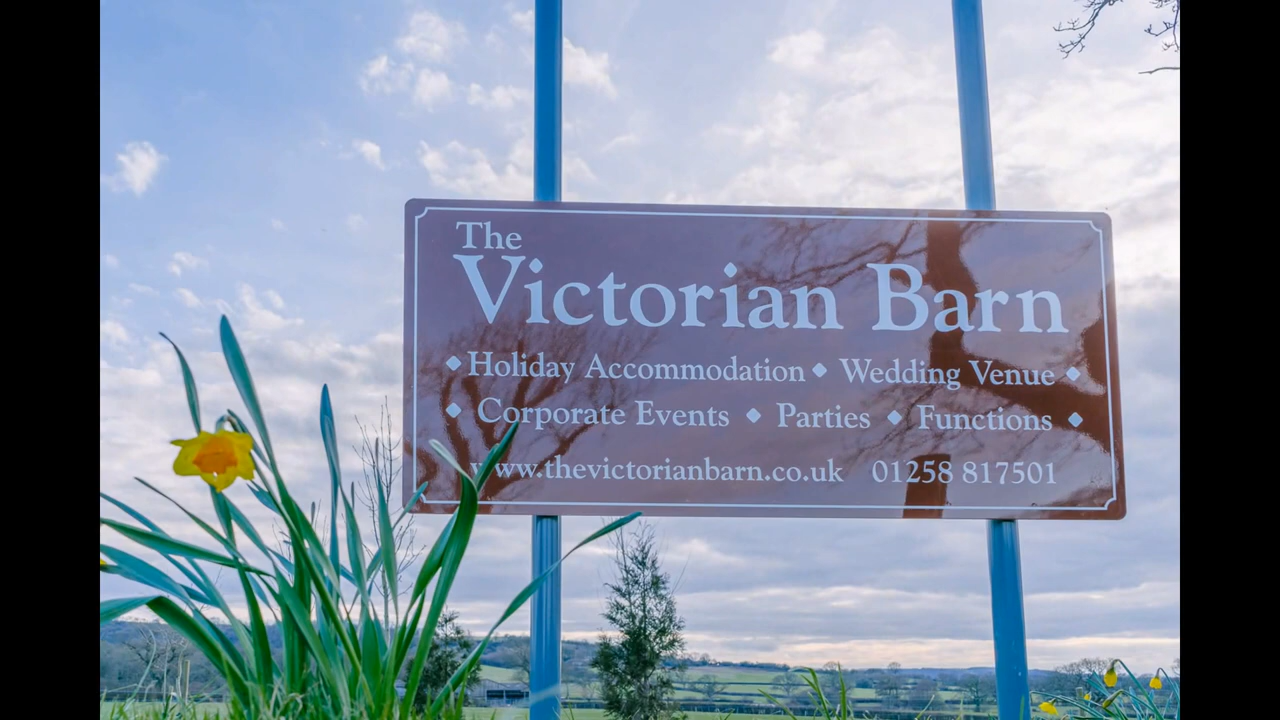 The
Victorian Barn
◆ Holiday Accommodation ◆ Wedding Venue ◆
◆ Corporate Events ◆ Parties ◆ Functions ◆
www.thevictorianbarn.co.uk 01258 817501